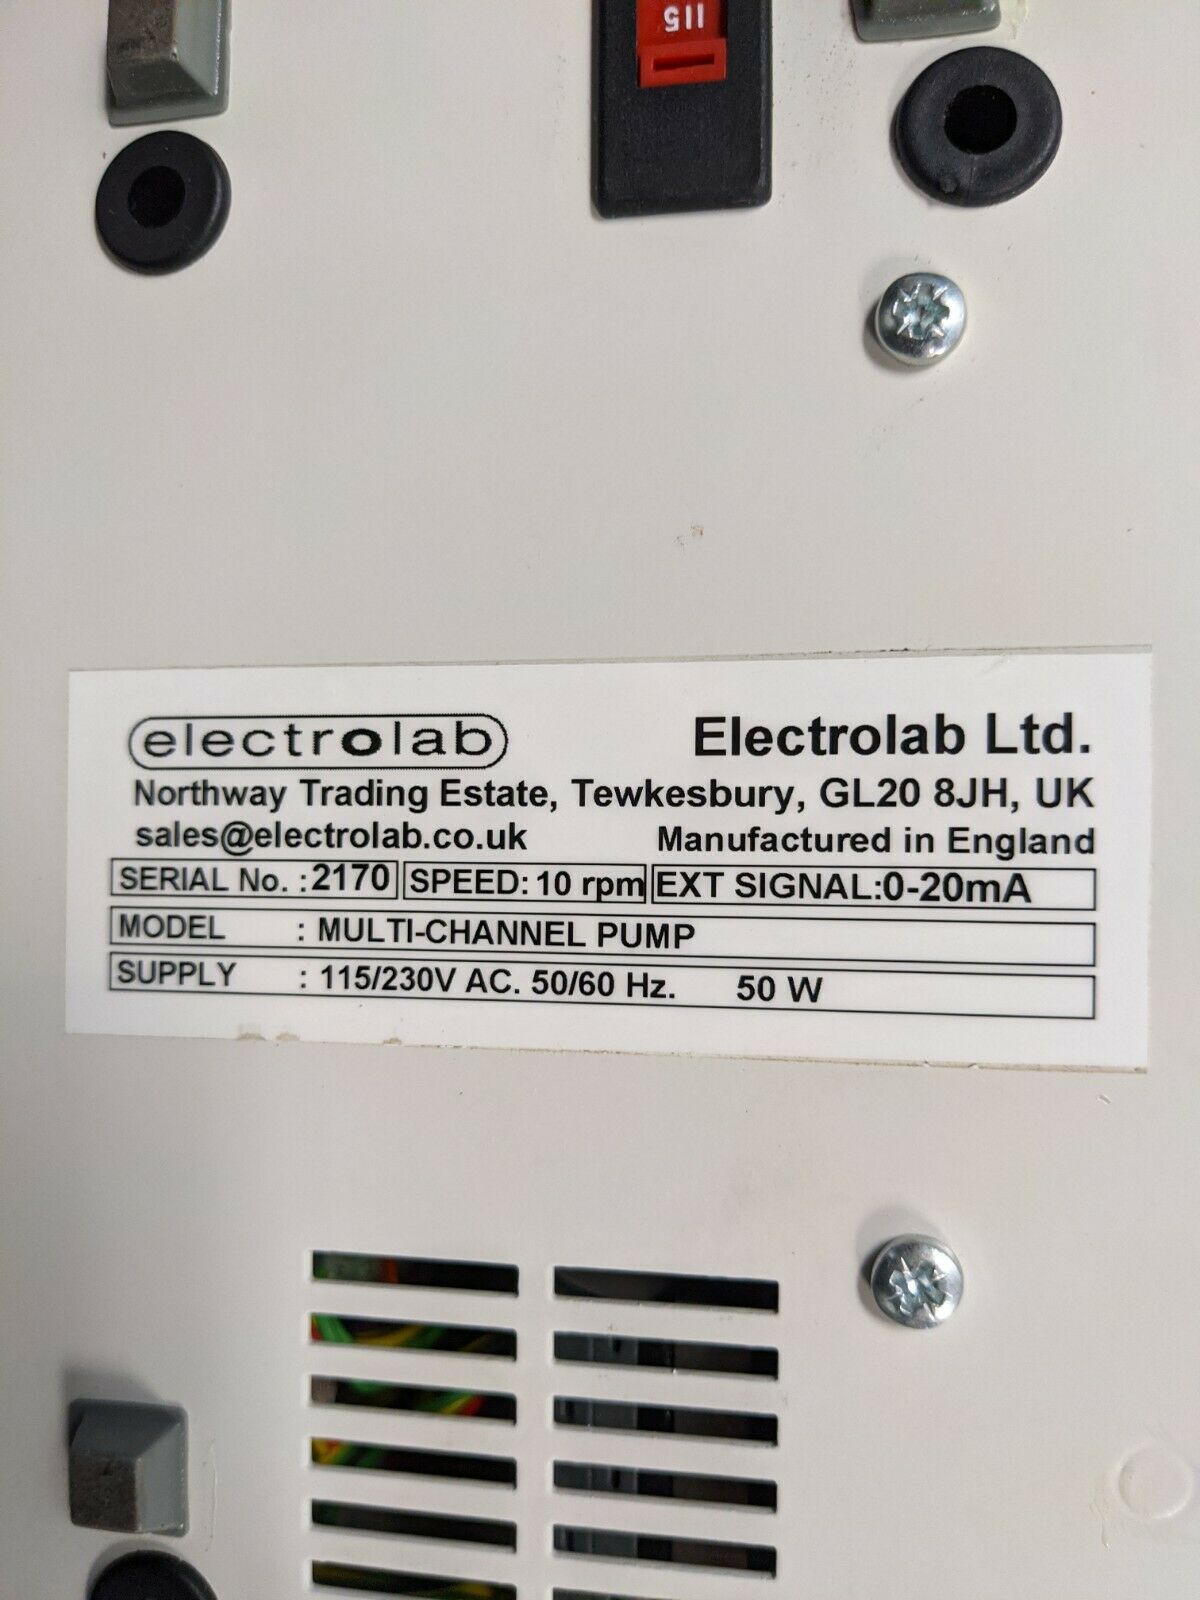 115
electrolab Electrolab Ltd.
Northway Trading Estate, Tewkesbury, GL20 8JH, UK
sales@electrolab.co.uk Manufactured in England
SERIAL No. : 2170 SPEED: 10 rpm EXT SIGNAL:0-20mA
MODEL : MULTI-CHANNEL PUMP
SUPPLY : 115/230V AC. 50/60 Hz. 50 W